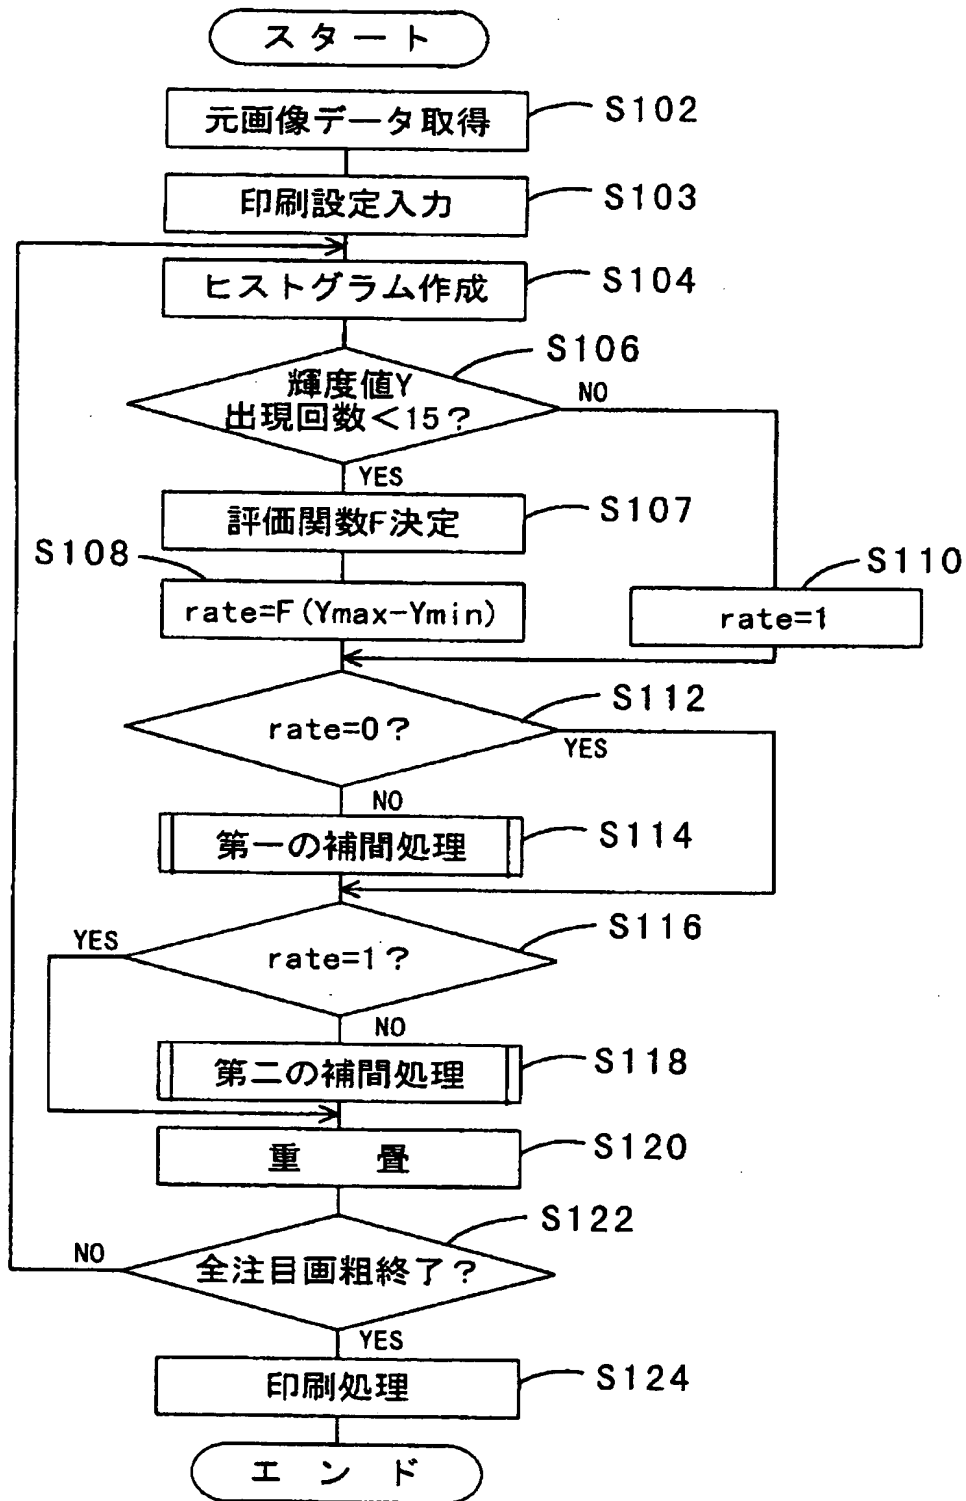 スタート
元画像データ取得
S102
印刷設定入力
S103
ヒストグラム作成
S104
S106
輝度値Y
出現回数<15?
NO
YES
評価関数F決定
S107
S108
rate=F(Ymax-Ymin)
S110
rate=1
S112
rate=0?
YES
NO
第一の補間処理
S114
S116
YES
rate=1?
NO
第二の補間処理
S118
重 畳
S120
S122
NO
全注目画粗終了?
YES
印刷処理
S124
エンド